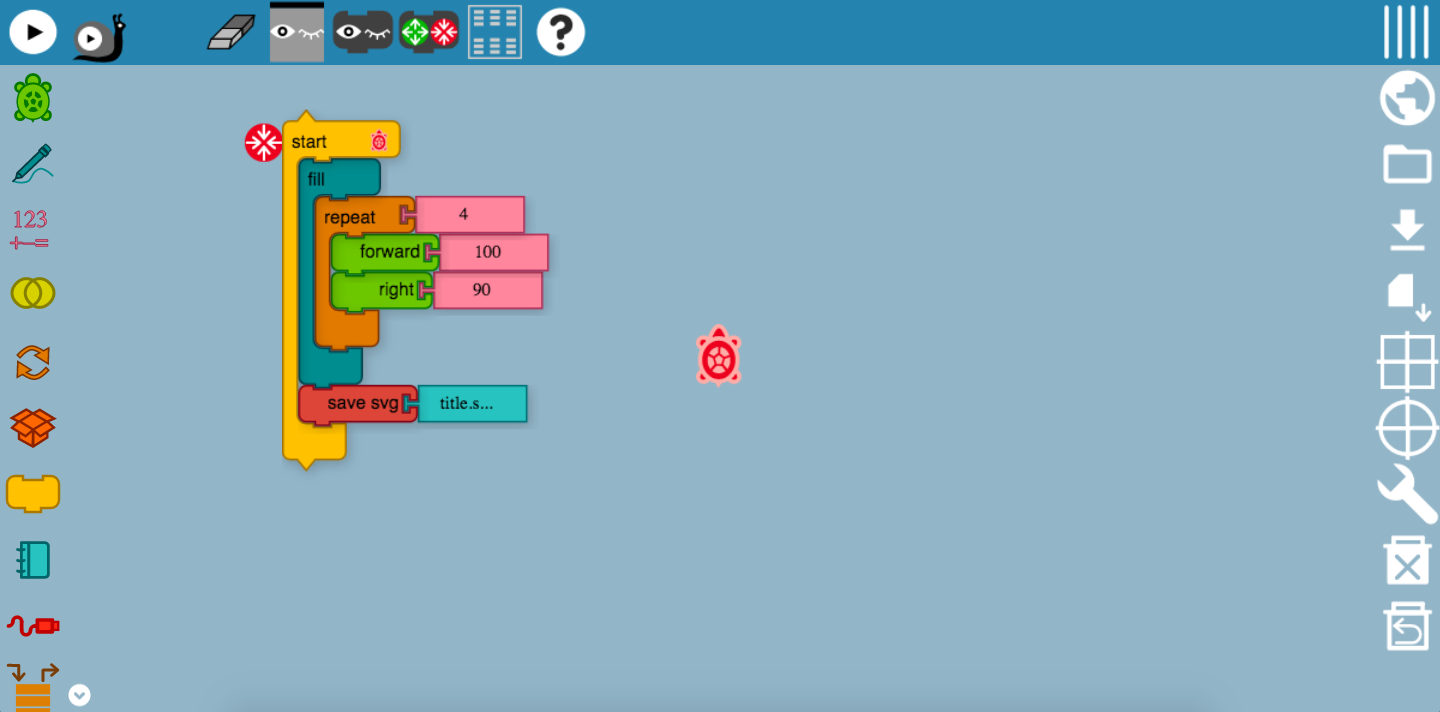 ?
123
+−=
start
fill
repeat 4
forward 100
right 90
save svg title.s...